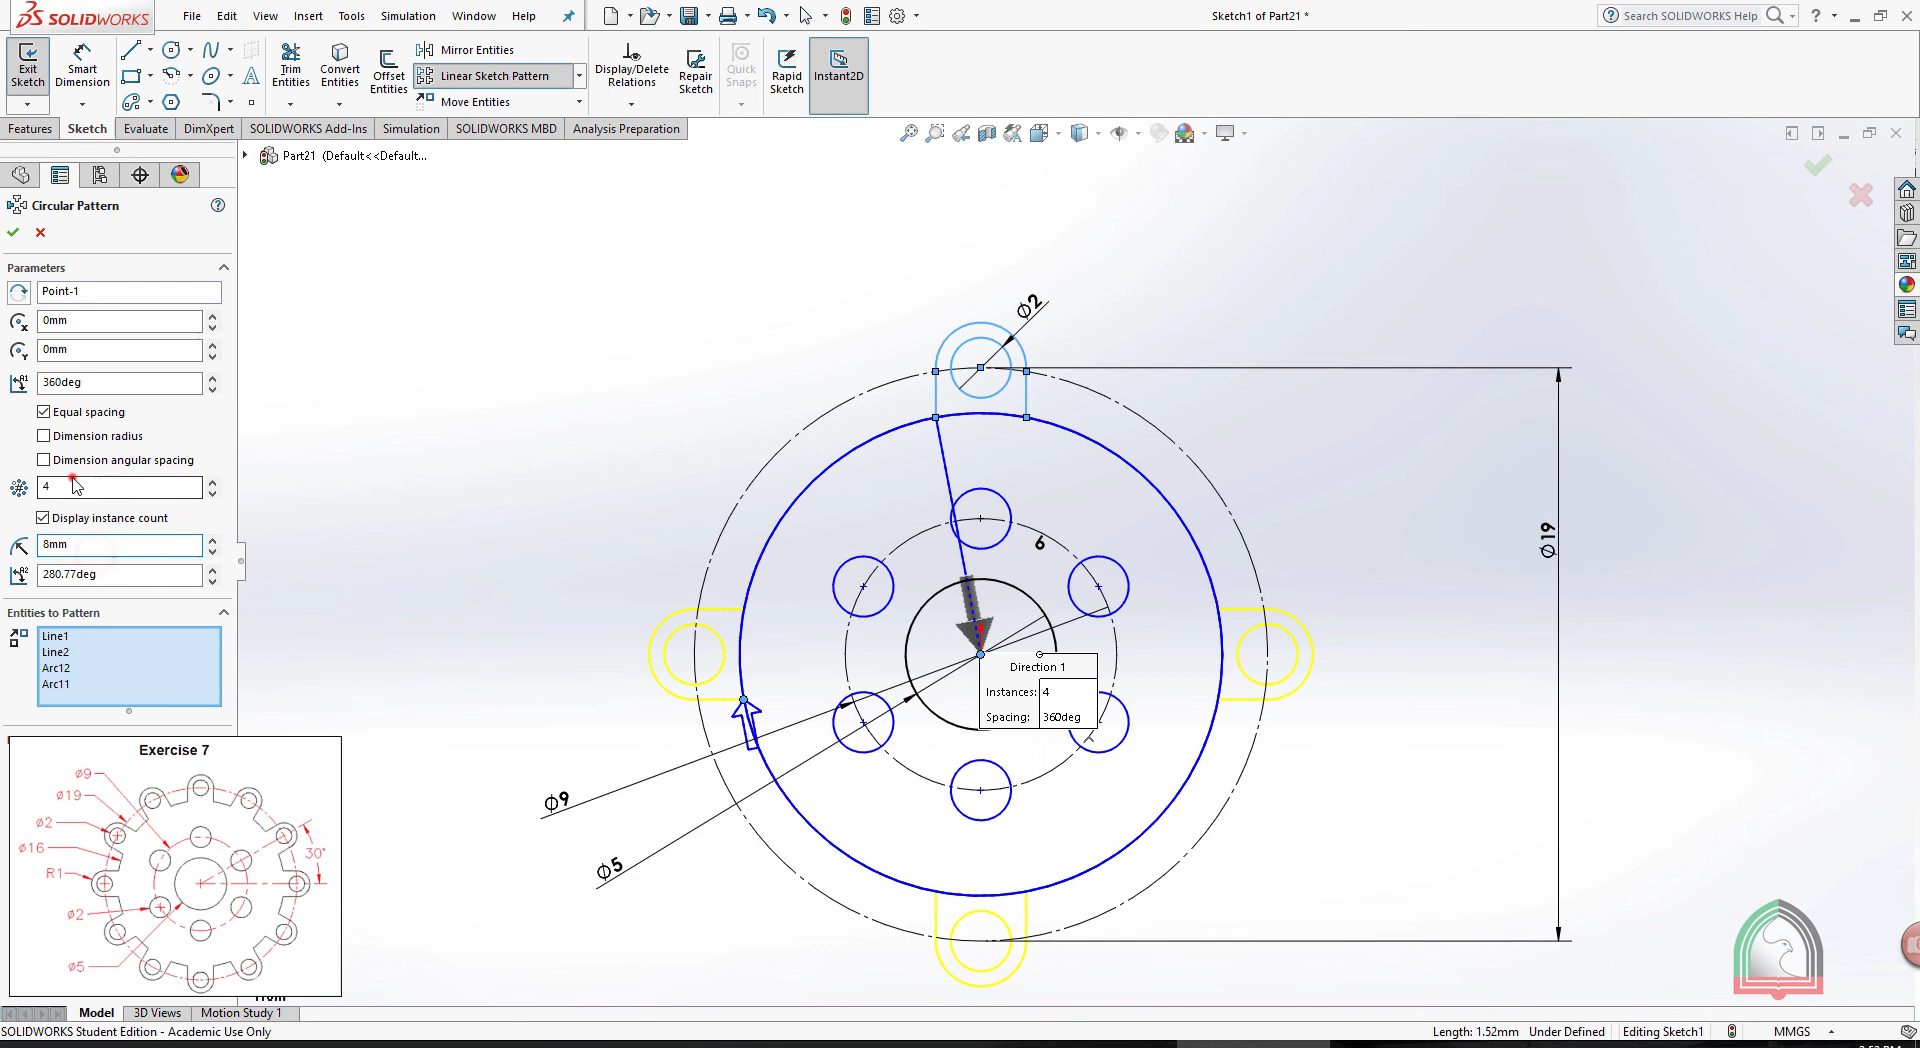 SOLIDWORKS
File Edit View Insert Tools Simulation Window Help
Sketch1 of Part21 *
Search SOLIDWORKS Help
Exit Sketch
Smart Dimension
Trim Entities
Convert Entities
Offset Entities
Mirror Entities
Linear Sketch Pattern
Move Entities
Display/Delete Relations
Repair Sketch
Quick Snaps
Rapid Sketch
Instant2D
Features Sketch Evaluate DimXpert SOLIDWORKS Add-Ins Simulation SOLIDWORKS MBD Analysis Preparation
Part21 (Default<<Default...
Circular Pattern
Parameters
Point-1
0mm
0mm
360deg
Equal spacing
Dimension radius
Dimension angular spacing
4
Display instance count
8mm
280.77deg
Entities to Pattern
Line1
Line2
Arc12
Arc11
Ø2
6
Ø19
Direction 1
Instances: 4
Spacing: 360deg
Ø9
Ø5
Exercise 7
ø9
ø19
ø2
ø16
R1
ø2
ø5
30°
Model 3D Views Motion Study 1
SOLIDWORKS Student Edition - Academic Use Only
Length: 1.52mm Under Defined Editing Sketch1 MMGS